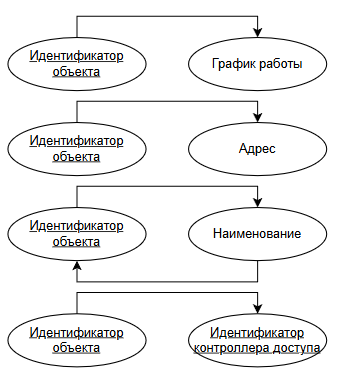 Идентификатор
объекта
График работы
Идентификатор
объекта
Адрес
Идентификатор
объекта
Наименование
Идентификатор
объекта
Идентификатор
контроллера доступа